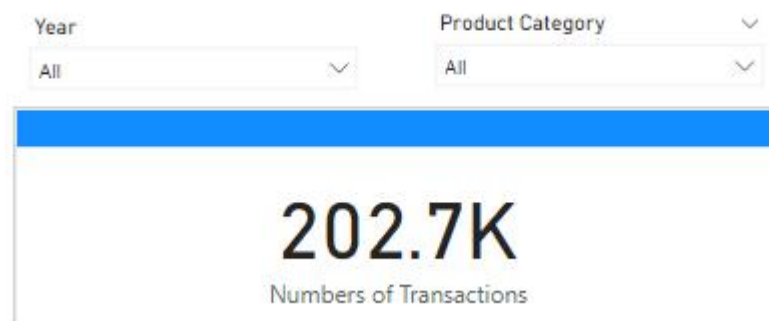 Year
Product Category
All
All
202.7K
Numbers of Transactions